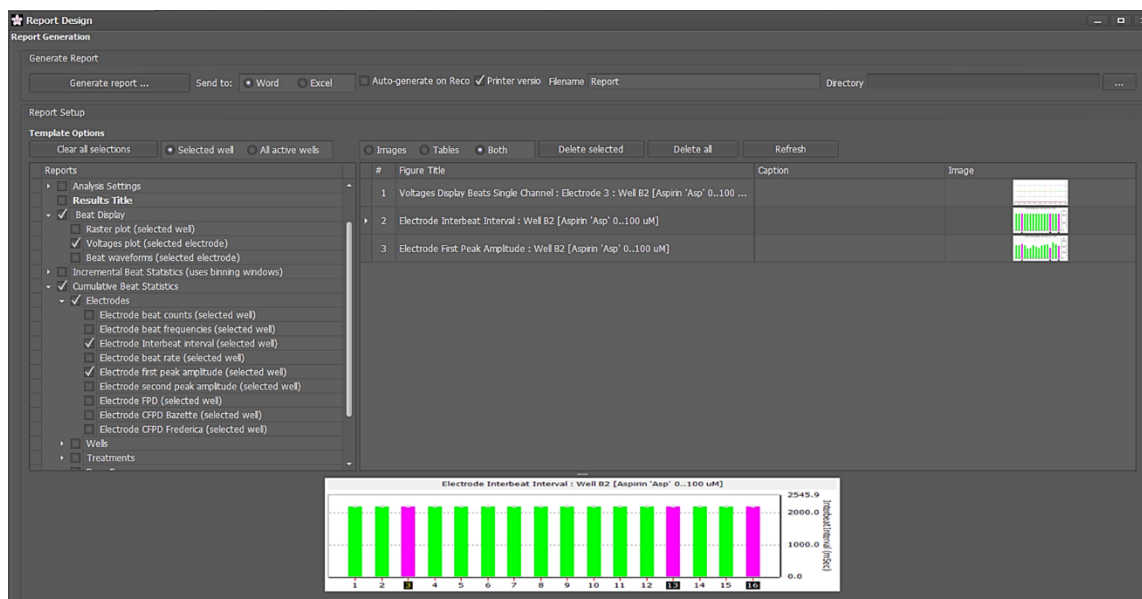 Report Design
Report Generation
Generate Report
Generate report ... Send to: Word Excel Auto-generate on Reco Printer versio Filename Report Directory ...
Report Setup
Template Options
Clear all selections Selected well All active wells Images Tables Both Delete selected Delete all Refresh
Reports
Analysis Settings
Results Title
Beat Display
Raster plot (selected well)
Voltages plot (selected electrode)
Beat waveforms (selected electrode)
Incremental Beat Statistics (uses binning windows)
Cumulative Beat Statistics
Electrodes
Electrode beat counts (selected well)
Electrode beat frequencies (selected well)
Electrode Interbeat interval (selected well)
Electrode beat rate (selected well)
Electrode first peak amplitude (selected well)
Electrode second peak amplitude (selected well)
Electrode FPD (selected well)
Electrode CFPD Bazette (selected well)
Electrode CFPD Frederica (selected well)
Wells
Treatments
# Figure Title Caption Image
1 Voltages Display Beats Single Channel : Electrode 3 : Well B2 [Aspirin 'Asp' 0..100 ...
2 Electrode Interbeat Interval : Well B2 [Aspirin 'Asp' 0..100 uM]
3 Electrode First Peak Amplitude : Well B2 [Aspirin 'Asp' 0..100 uM]
Electrode Interbeat Interval : Well B2 [Aspirin 'Asp' 0..100 uM]
2545.9
2000.0
1000.0
0.0
Interbeat Interval (mSec)
1 2 3 4 5 6 7 8 9 10 11 12 13 14 15 16